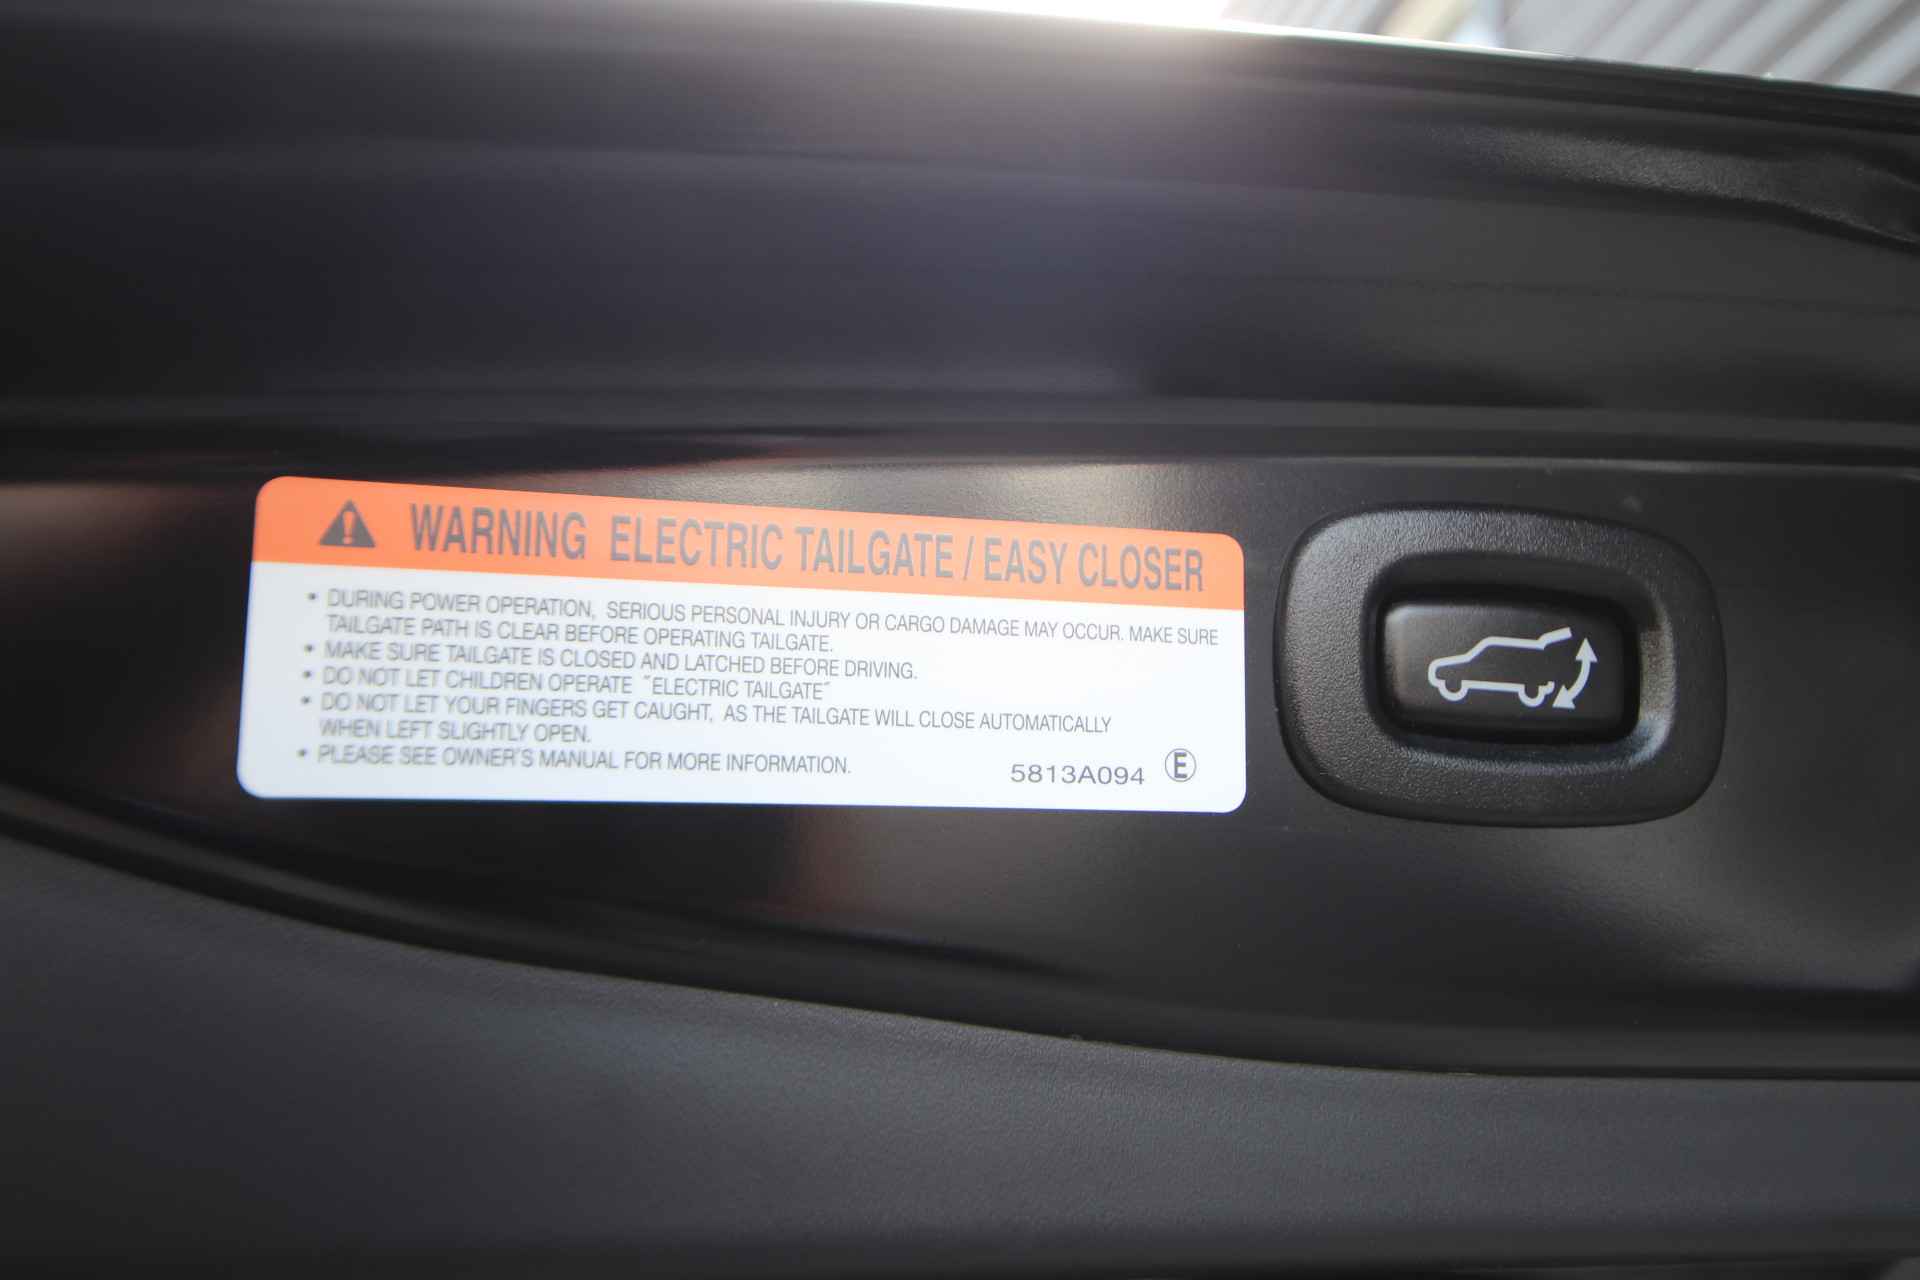 WARNING ELECTRIC TAILGATE / EASY CLOSER
• DURING POWER OPERATION, SERIOUS PERSONAL INJURY OR CARGO DAMAGE MAY OCCUR. MAKE SURE
TAILGATE PATH IS CLEAR BEFORE OPERATING TAILGATE.
• MAKE SURE TAILGATE IS CLOSED AND LATCHED BEFORE DRIVING.
• DO NOT LET CHILDREN OPERATE "ELECTRIC TAILGATE"
• DO NOT LET YOUR FINGERS GET CAUGHT, AS THE TAILGATE WILL CLOSE AUTOMATICALLY
WHEN LEFT SLIGHTLY OPEN.
• PLEASE SEE OWNER'S MANUAL FOR MORE INFORMATION.
5813A094 Ⓔ